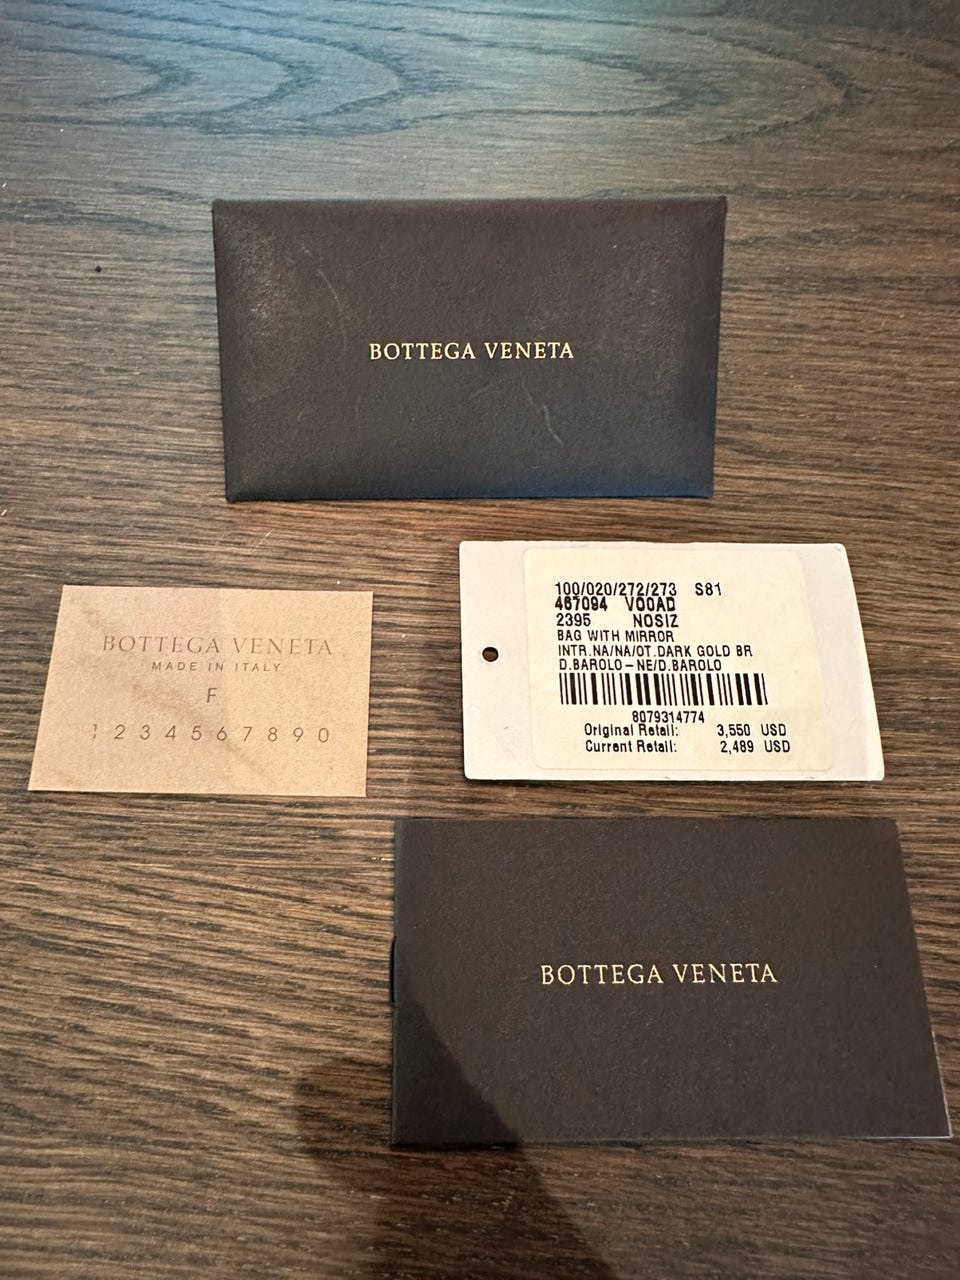 BOTTEGA VENETA
BOTTEGA VENETA
MADE IN ITALY
F
1 2 3 4 5 6 7 8 9 0
100/020/272/273 S81
467094 V00AD
2395 NOSIZ
BAG WITH MIRROR
INTR.NA/NA/OT.DARK GOLD BR
D.BAROLO-NE/D.BAROLO
8079314774
Original Retail: 3,550 USD
Current Retail: 2,489 USD
BOTTEGA VENETA